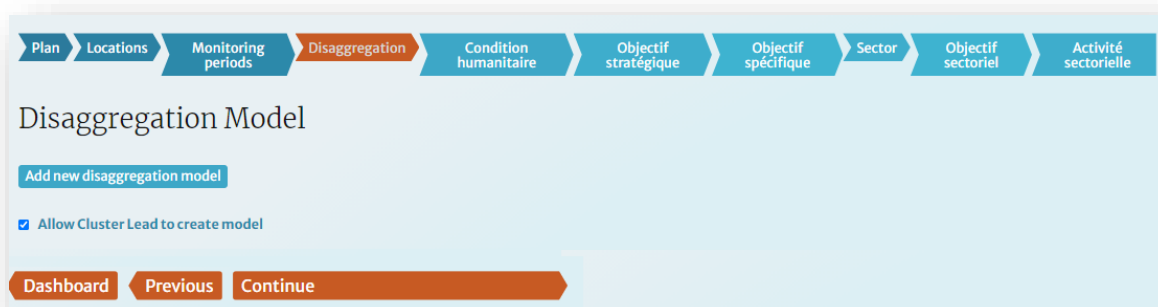 Plan
Locations
Monitoring
periods
Disaggregation
Condition
humanitaire
Objectif
stratégique
Objectif
spécifique
Sector
Objectif
sectoriel
Activité
sectorielle
Disaggregation Model
Add new disaggregation model
Allow Cluster Lead to create model
Dashboard
Previous
Continue